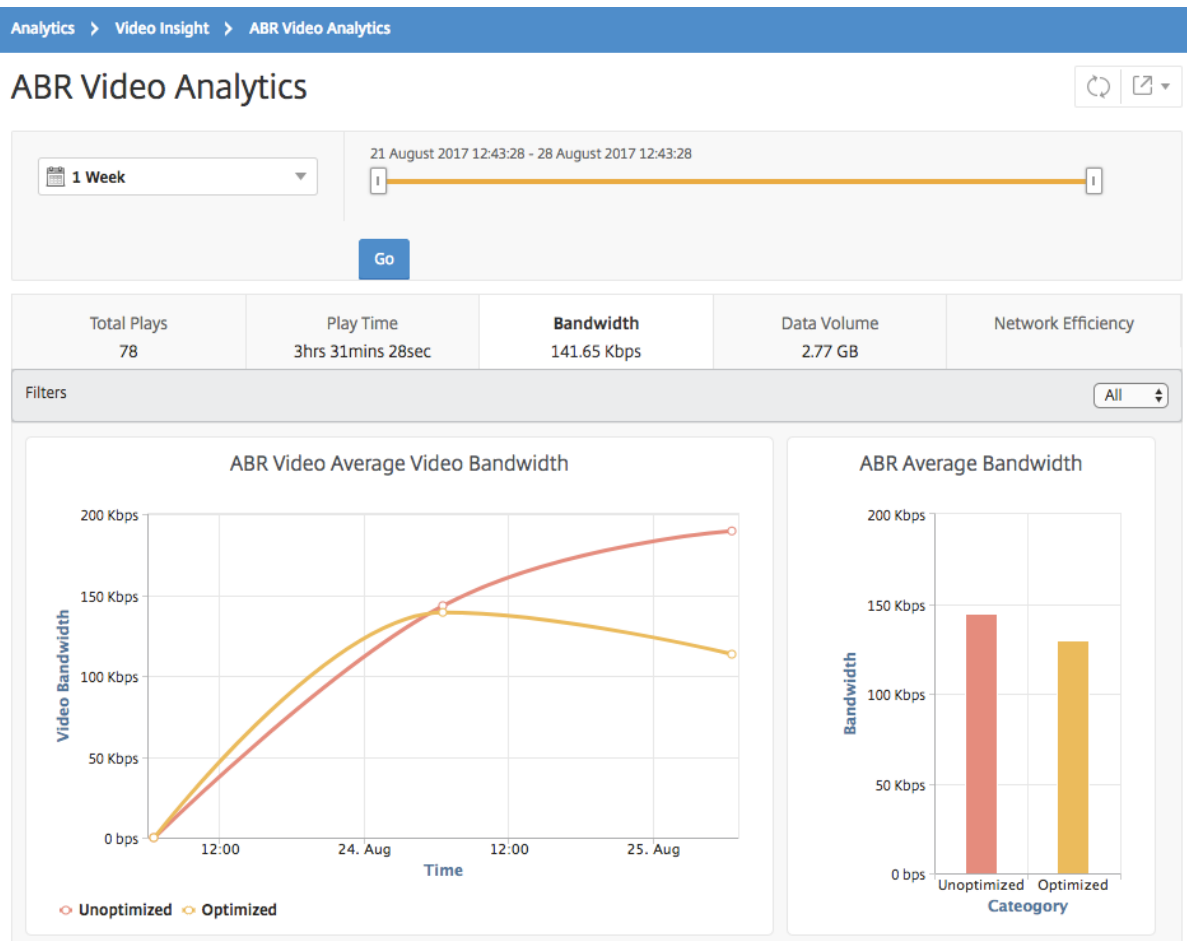 Analytics > Video Insight > ABR Video Analytics
ABR Video Analytics
21 August 2017 12:43:28 - 28 August 2017 12:43:28
1 Week
Go
Total Plays Play Time Bandwidth Data Volume Network Efficiency
78 3hrs 31mins 28sec 141.65 Kbps 2.77 GB
Filters All
ABR Video Average Video Bandwidth
200 Kbps
150 Kbps
100 Kbps
50 Kbps
0 bps
Video Bandwidth
12:00 24. Aug 12:00 25. Aug
Time
Unoptimized Optimized
ABR Average Bandwidth
200 Kbps
150 Kbps
100 Kbps
50 Kbps
0 bps
Bandwidth
Unoptimized Optimized
Cateogory